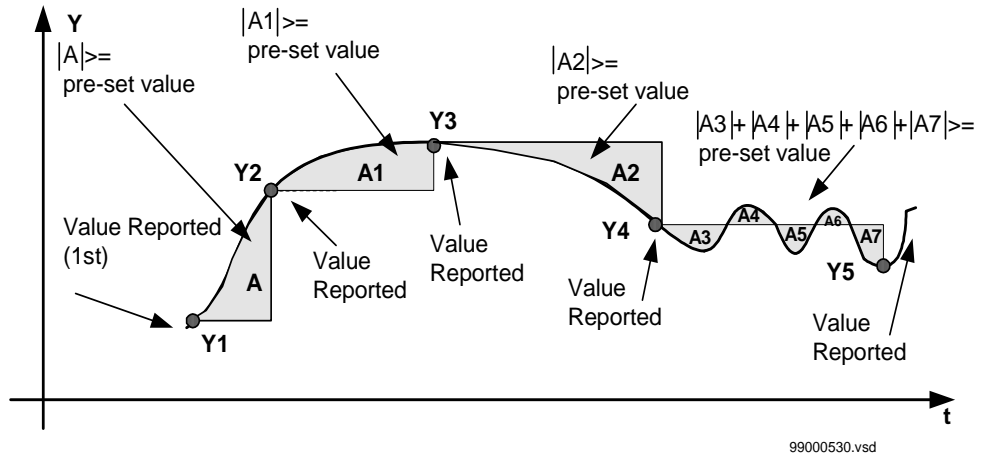 Y
|A|>=
pre-set value
|A1|>=
pre-set value
|A2|>=
pre-set value
|A3|+|A4|+|A5|+|A6|+|A7|>=
pre-set value
Y3
Y2
A1
A2
A4
A6
A3
A5
A7
Y4
Y5
Value Reported
(1st)
A
Y1
Value
Reported
Value
Reported
Value
Reported
Value
Reported
t
99000530.vsd